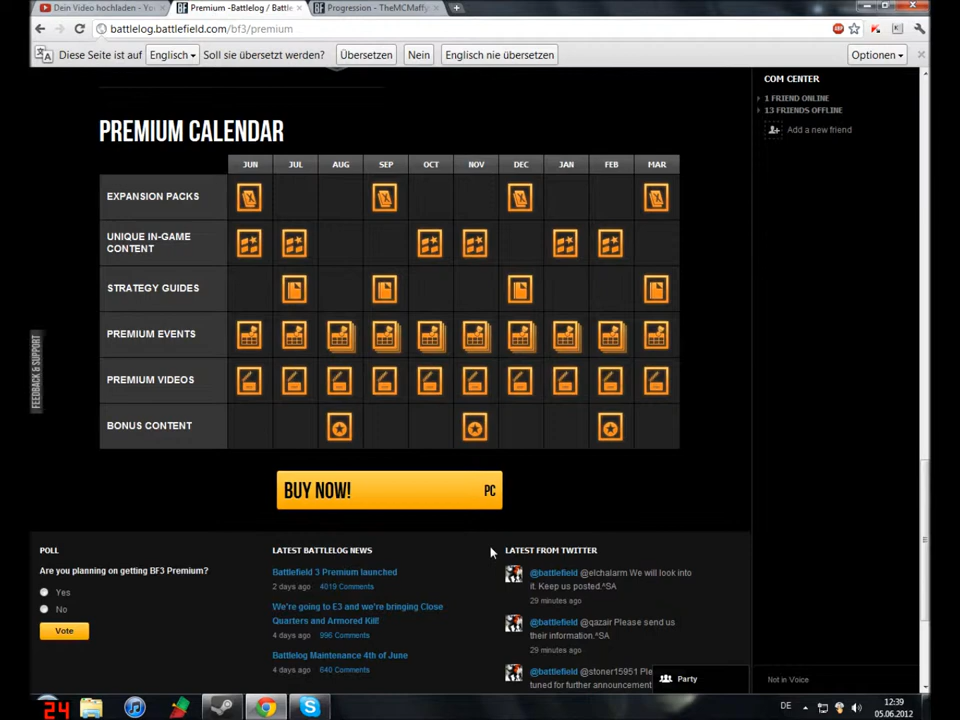 Dein Video hochladen - Yo
Premium -Battlelog / Battle
Progression - TheMCMaffy
battlelog.battlefield.com/bf3/premium
Diese Seite ist auf Englisch Soll sie übersetzt werden? Übersetzen Nein Englisch nie übersetzen Optionen
COM CENTER
1 FRIEND ONLINE
13 FRIENDS OFFLINE
Add a new friend
PREMIUM CALENDAR
JUN JUL AUG SEP OCT NOV DEC JAN FEB MAR
EXPANSION PACKS
UNIQUE IN-GAME
CONTENT
STRATEGY GUIDES
PREMIUM EVENTS
PREMIUM VIDEOS
BONUS CONTENT
FEEDBACK & SUPPORT
BUY NOW! PC
POLL
Are you planning on getting BF3 Premium?
Yes
No
Vote
LATEST BATTLELOG NEWS
Battlefield 3 Premium launched
2 days ago 4019 Comments
We're going to E3 and we're bringing Close
Quarters and Armored Kill!
4 days ago 996 Comments
Battlelog Maintenance 4th of June
4 days ago 640 Comments
LATEST FROM TWITTER
@battlefield @elchalarm We will look into
it. Keep us posted.^SA
29 minutes ago
@battlefield @qazair Please send us
their information.^SA
29 minutes ago
@battlefield @stoner15951 Ple
tuned for further announcement
Party
Not in Voice
24
DE
12:39
05.06.2012